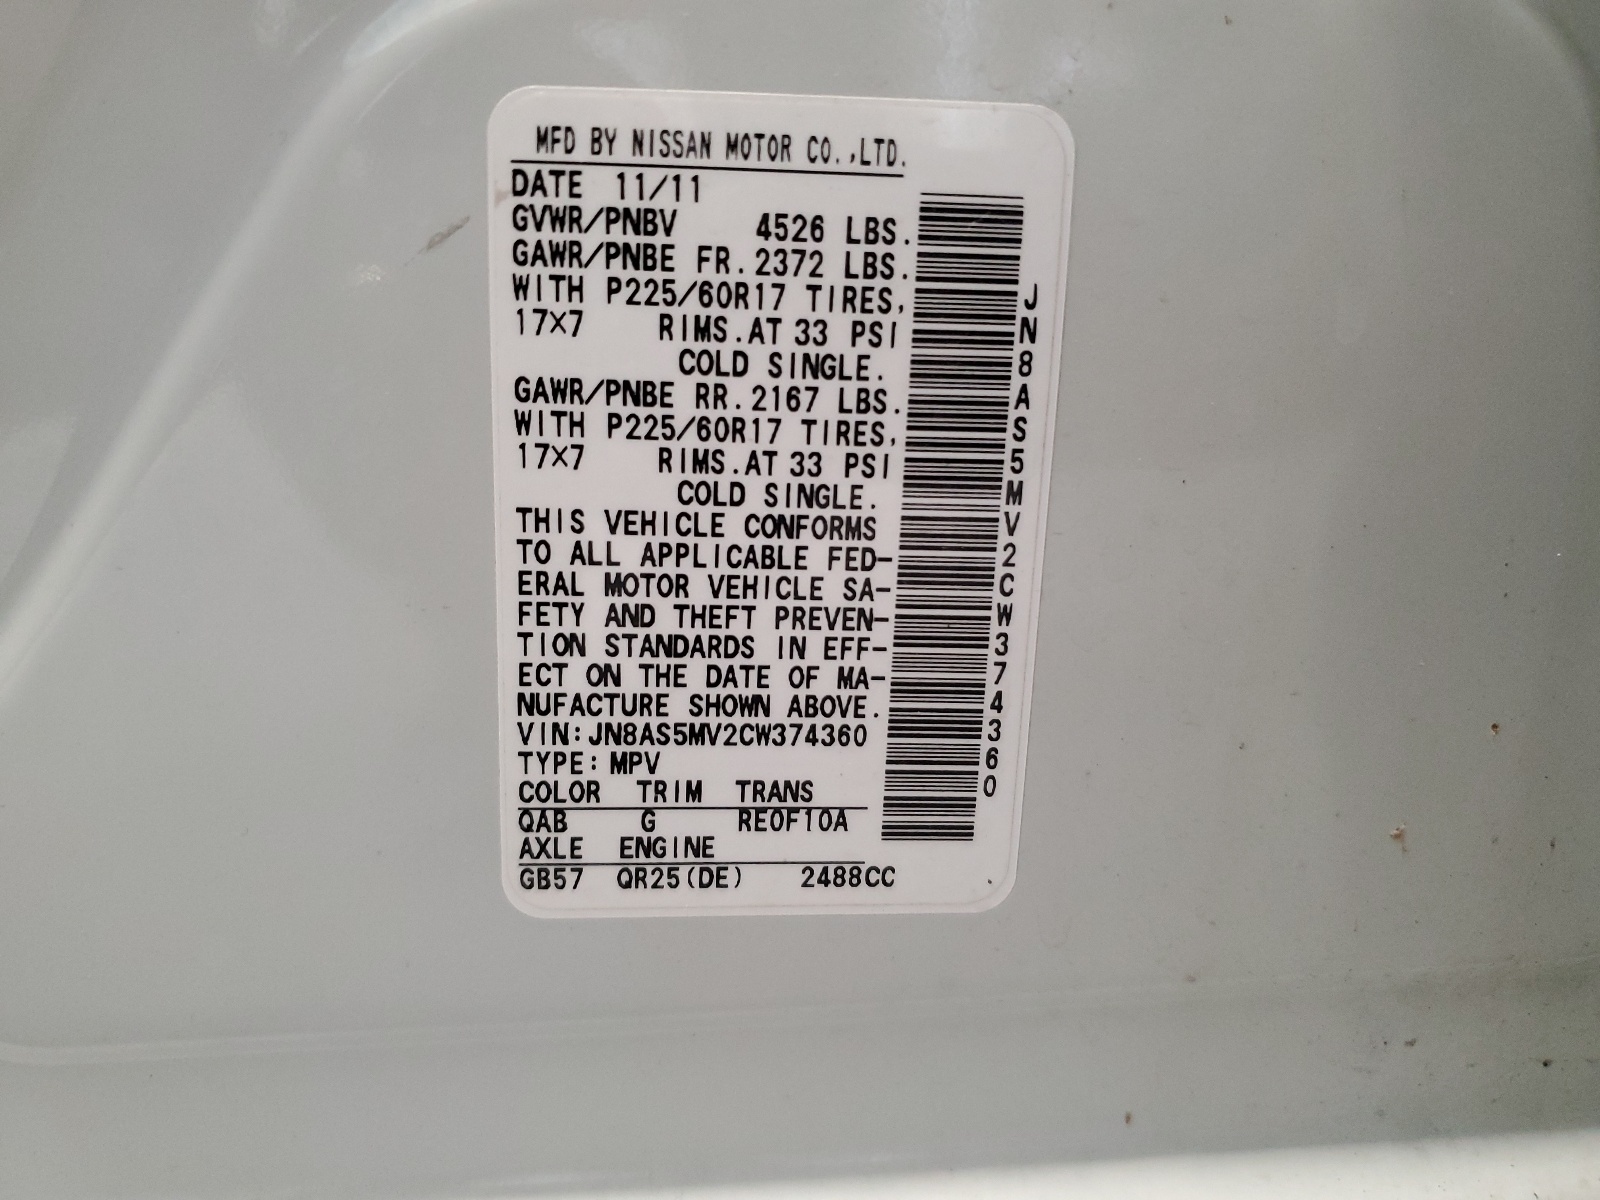 MFD BY NISSAN MOTOR CO.,LTD.
DATE 11/11
GVWR/PNBV 4526 LBS.
GAWR/PNBE FR.2372 LBS.
WITH P225/60R17 TIRES,
17X7 RIMS.AT 33 PSI
COLD SINGLE.
GAWR/PNBE RR.2167 LBS.
WITH P225/60R17 TIRES,
17X7 RIMS.AT 33 PSI
COLD SINGLE.
THIS VEHICLE CONFORMS
TO ALL APPLICABLE FED-
ERAL MOTOR VEHICLE SA-
FETY AND THEFT PREVEN-
TION STANDARDS IN EFF-
ECT ON THE DATE OF MA-
NUFACTURE SHOWN ABOVE.
VIN:JN8AS5MV2CW374360
TYPE:MPV
COLOR TRIM TRANS
QAB G RE0F10A
AXLE ENGINE
GB57 QR25(DE) 2488CC
JN8AS5MV2CW374360